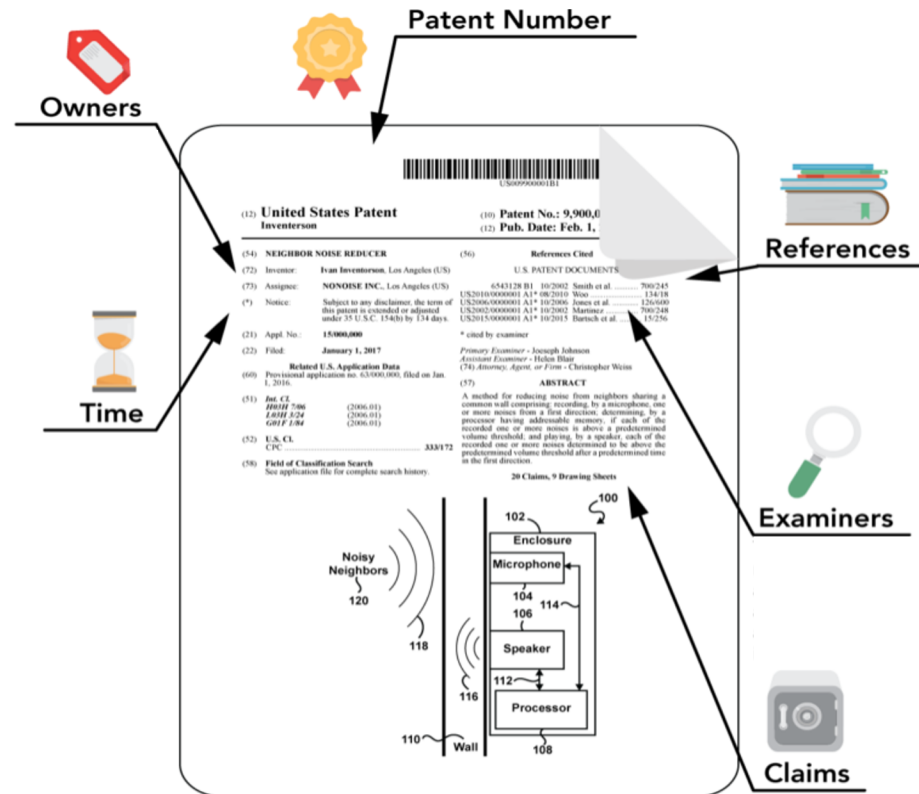 Patent Number
Owners
US009900001B1
(12) United States Patent
Inventerson
(10) Patent No.: 9,900,0
(12) Pub. Date: Feb. 1,
References
(54) NEIGHBOR NOISE REDUCER
(72) Inventor: Ivan Inventorson, Los Angeles (US)
(73) Assignee: NONOISE INC., Los Angeles (US)
(*) Notice: Subject to any disclaimer, the term of
this patent is extended or adjusted
under 35 U.S.C. 154(b) by 134 days.
(21) Appl. No.: 15/000,000
(22) Filed: January 1, 2017
Related U.S. Application Data
(60) Provisional application no. 63/000,000, filed on Jan.
1, 2016.
(51) Int. Cl.
H03H 7/06 (2006.01)
L03H 3/24 (2006.01)
G01F 1/84 (2006.01)
(52) U.S. Cl.
CPC 333/172
(58) Field of Classification Search
See application file for complete search history.
(56) References Cited
U.S. PATENT DOCUMENTS
6543128 B1 10/2002 Smith et al. 700/245
US2010/0000001 A1* 08/2010 Woo 134/18
US2006/0000001 A1* 10/2006 Jones et al. 126/600
US2002/0000001 A1* 10/2002 Martinez 700/248
US2015/0000001 A1* 10/2015 Bartsch et al. 15/256
* cited by examiner
Primary Examiner - Joeseph Johnson
Assistant Examiner - Helen Blair
(74) Attorney, Agent, or Firm - Christopher Weiss
(57) ABSTRACT
A method for reducing noise from neighbors sharing a
common wall comprising: recording, by a microphone, one
or more noises from a first direction; determining, by a
processor having addressable memory, if each of the
recorded one or more noises is above a predetermined
volume threshold; and playing, by a speaker, each of the
recorded one or more noises determined to be above the
predetermined volume threshold after a predetermined time
in the first direction.
20 Claims, 9 Drawing Sheets
Time
Examiners
100
102
Enclosure
Noisy
Neighbors
120
Microphone
104
114
106
118
Speaker
112
116
Processor
110
Wall
108
Claims